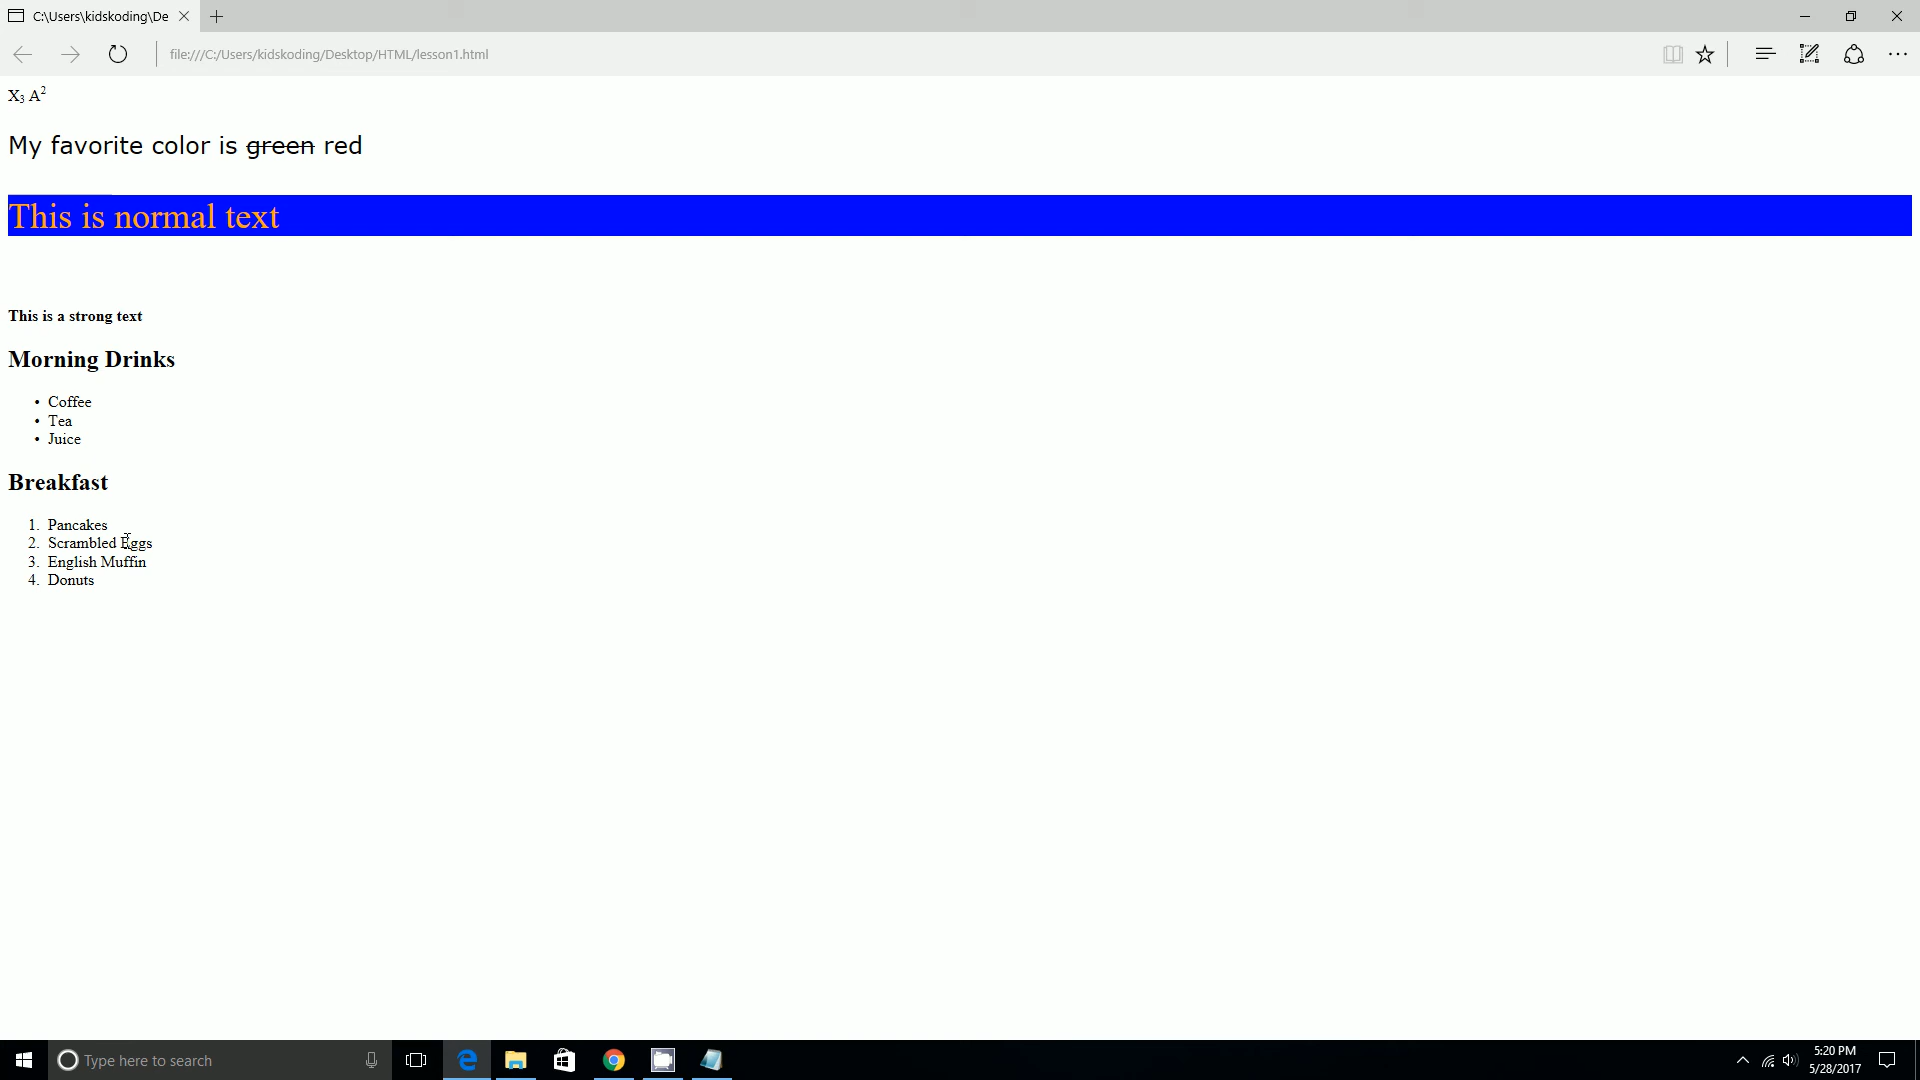 C:\Users\kidskoding\De
file:///C:/Users/kidskoding/Desktop/HTML/lesson1.html
X₃ A²
My favorite color is green red
This is normal text
This is a strong text
Morning Drinks
• Coffee
• Tea
• Juice
Breakfast
1. Pancakes
2. Scrambled Eggs
3. English Muffin
4. Donuts
Type here to search
5:20 PM
5/28/2017